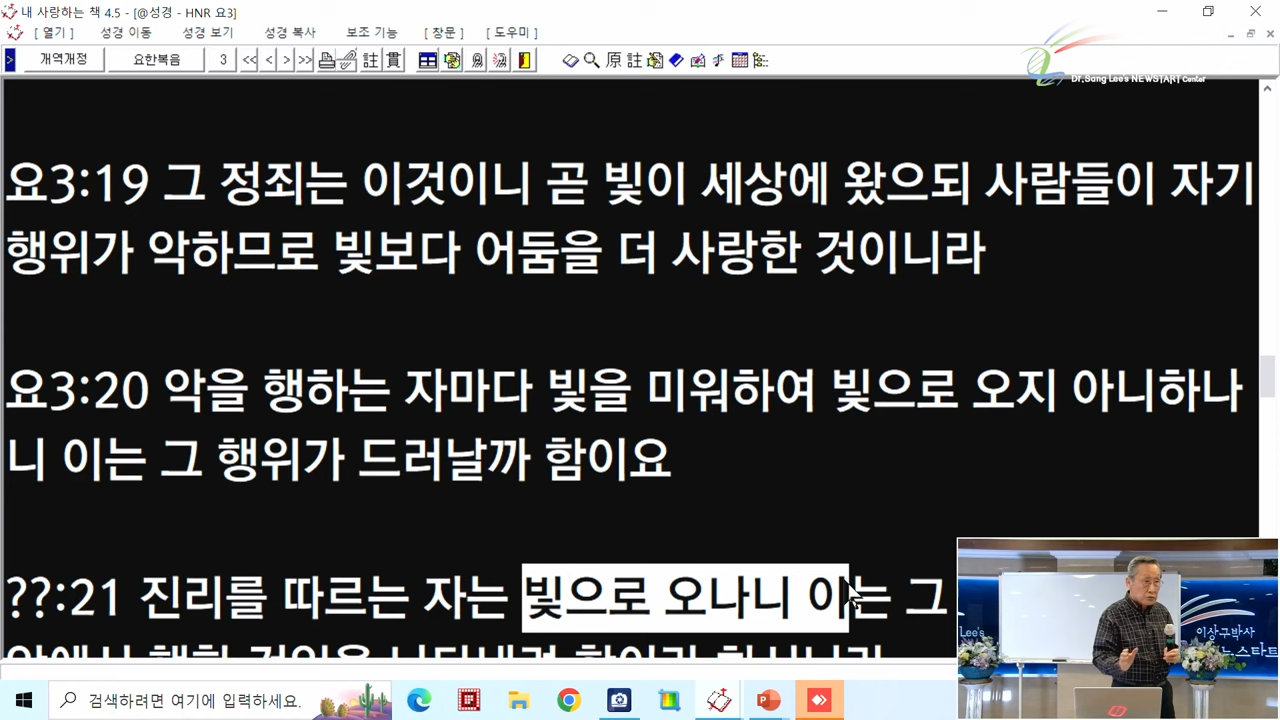 내 사랑하는 책 4.5 - [@성경 - HNR 요3]
[ 열기 ] 성경 이동 성경 보기 성경 복사 보조 기능 [ 창문 ] [ 도우미 ]
> 개역개정 요한복음 3 << < > >> 註 貫 原 註
Dr.Sang Lee's NEWSTART Center
요3:19 그 정죄는 이것이니 곧 빛이 세상에 왔으되 사람들이 자기
행위가 악하므로 빛보다 어둠을 더 사랑한 것이니라
요3:20 악을 행하는 자마다 빛을 미워하여 빛으로 오지 아니하나
니 이는 그 행위가 드러날까 함이요
??:21 진리를 따르는 자는 빛으로 오나니 이는 그
Lee's
이상구박사
뉴.스타트
검색하려면 여기에 입력하세요.